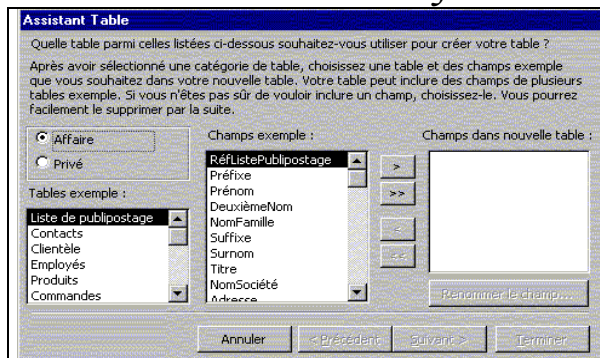 Assistant Table
Quelle table parmi celles listées ci-dessous souhaitez-vous utiliser pour créer votre table ?
Après avoir sélectionné une catégorie de table, choisissez une table et des champs exemple
que vous souhaitez dans votre nouvelle table. Votre table peut inclure des champs de plusieurs
tables exemple. Si vous n'êtes pas sûr de vouloir inclure un champ, choisissez-le. Vous pourrez
facilement le supprimer par la suite.
Affaire
Privé
Tables exemple :
Liste de publipostage
Contacts
Clientèle
Employés
Produits
Commandes
Champs exemple :
RéfListePublipostage
Préfixe
Prénom
DeuxièmeNom
NomFamille
Suffixe
Surnom
Titre
NomSociété
Adresse
>
>>
<
<<
Champs dans nouvelle table :
Renommer le champ...
Annuler
< Précédent
Suivant >
Terminer